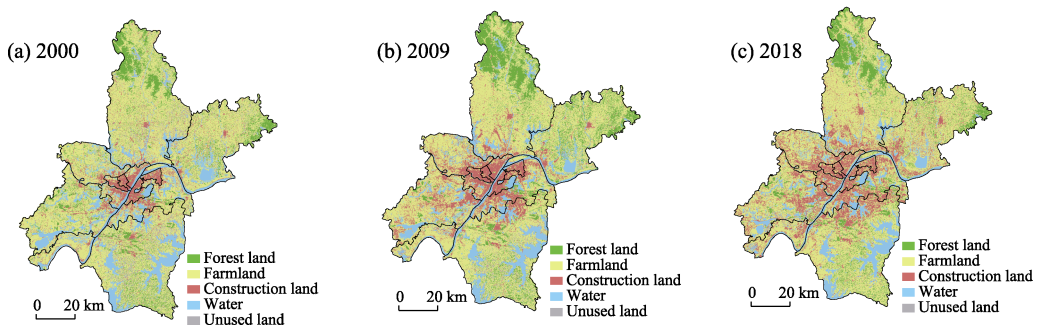 (a) 2000
Forest land
Farmland
Construction land
Water
Unused land
0 20 km
(b) 2009
Forest land
Farmland
Construction land
Water
Unused land
0 20 km
(c) 2018
Forest land
Farmland
Construction land
Water
Unused land
0 20 km